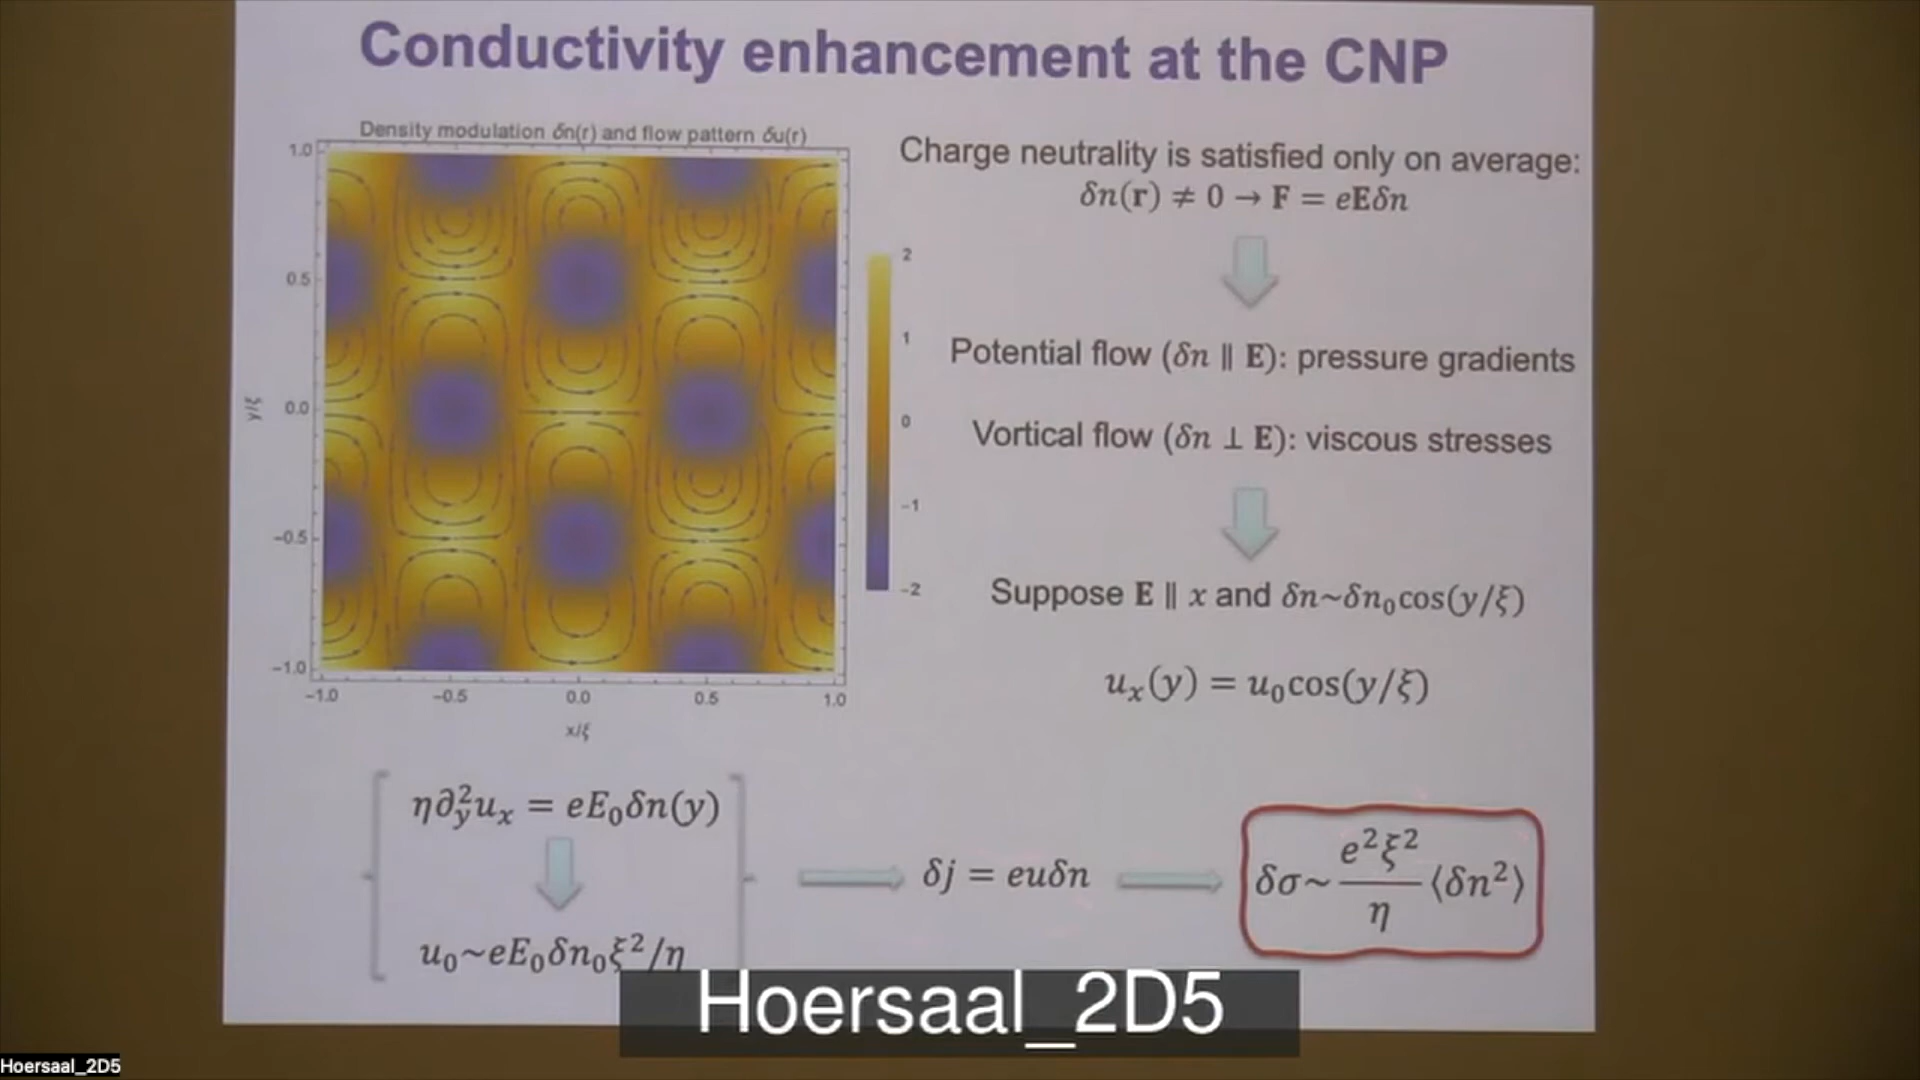 Conductivity enhancement at the CNP
Density modulation δn(r) and flow pattern δu(r)
1.0
0.5
0.0
−0.5
−1.0
y/ξ
−1.0 −0.5 0.0 0.5 1.0
x/ξ
2
1
0
−1
−2
Charge neutrality is satisfied only on average:
δn(r) ≠ 0 → F = eEδn
Potential flow (δn ∥ E): pressure gradients
Vortical flow (δn ⊥ E): viscous stresses
Suppose E ∥ x and δn~δn₀cos(y/ξ)
uₓ(y) = u₀cos(y/ξ)
η∂²ᵧuₓ = eE₀δn(y)
u₀~eE₀δn₀ξ²/η
δj = euδn
δσ~ e²ξ²/η ⟨δn²⟩
Hoersaal_2D5
Hoersaal_2D5